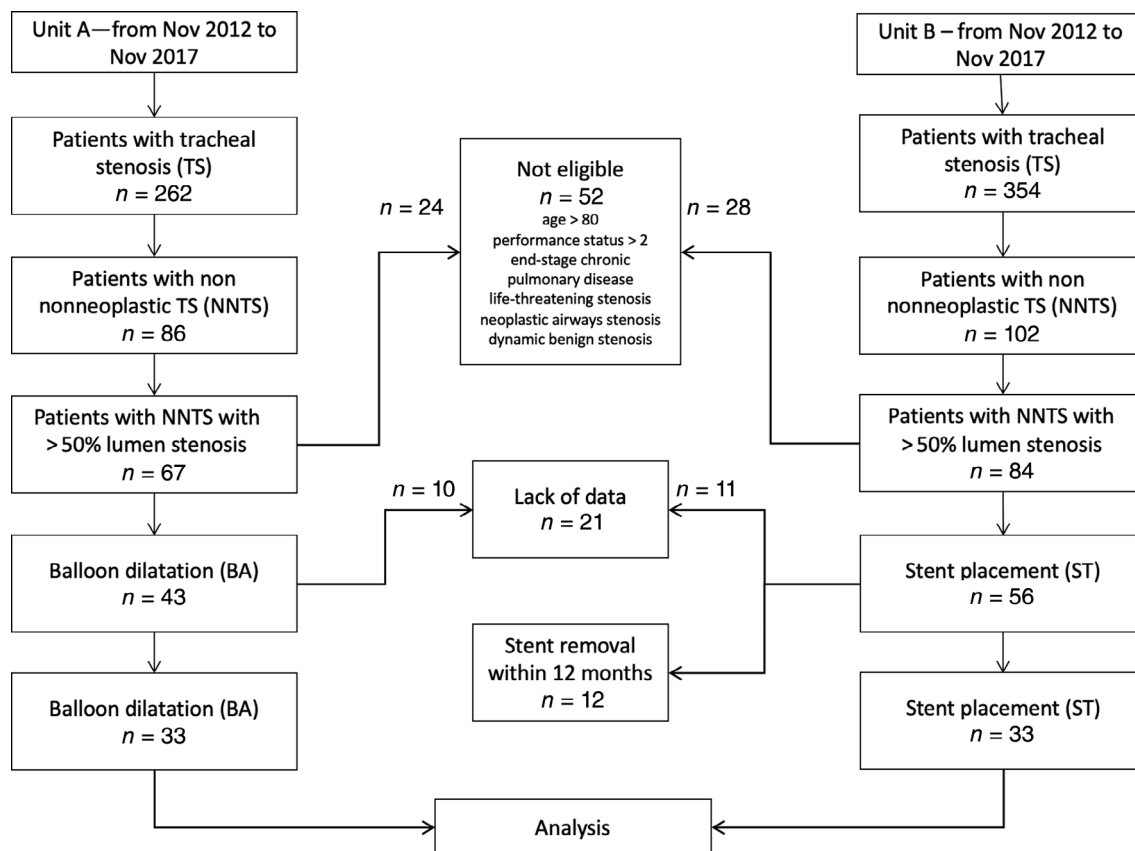 Unit A—from Nov 2012 to
Nov 2017
Patients with tracheal
stenosis (TS)
n = 262
Patients with non
nonneoplastic TS (NNTS)
n = 86
Patients with NNTS with
> 50% lumen stenosis
n = 67
Balloon dilatation (BA)
n = 43
Balloon dilatation (BA)
n = 33
n = 24
Not eligible
n = 52
age > 80
performance status > 2
end-stage chronic
pulmonary disease
life-threatening stenosis
neoplastic airways stenosis
dynamic benign stenosis
n = 28
n = 10
Lack of data
n = 21
n = 11
Stent removal
within 12 months
n = 12
Unit B – from Nov 2012 to
Nov 2017
Patients with tracheal
stenosis (TS)
n = 354
Patients with non
nonneoplastic TS (NNTS)
n = 102
Patients with NNTS with
> 50% lumen stenosis
n = 84
Stent placement (ST)
n = 56
Stent placement (ST)
n = 33
Analysis